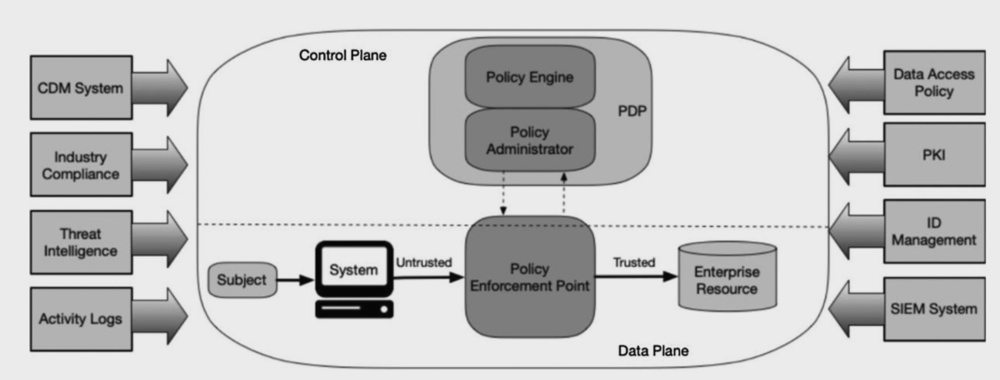 Control Plane
CDM System
Industry
Compliance
Threat
Intelligence
Activity Logs
Policy Engine
Policy
Administrator
PDP
Subject
System
Untrusted
Policy
Enforcement Point
Trusted
Enterprise
Resource
Data Plane
Data Access
Policy
PKI
ID
Management
SIEM System